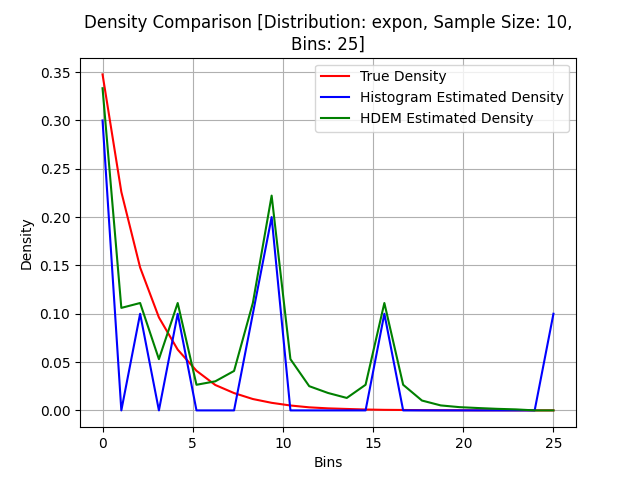 Density Comparison [Distribution: expon, Sample Size: 10,
Bins: 25]
True Density
Histogram Estimated Density
HDEM Estimated Density
Density
0.35
0.30
0.25
0.20
0.15
0.10
0.05
0.00
0 5 10 15 20 25
Bins